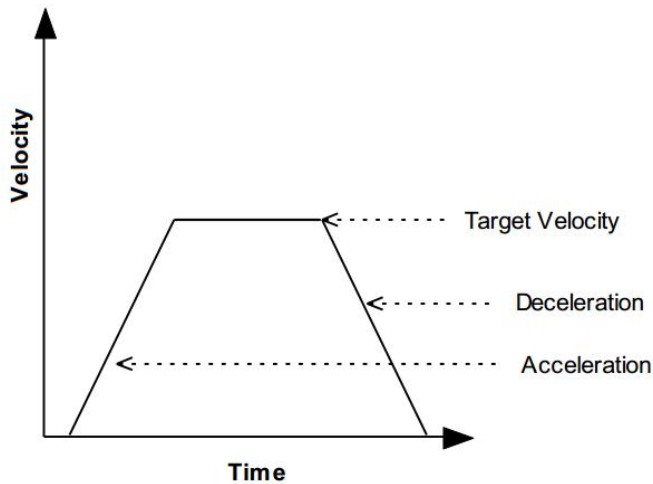 Velocity
Target Velocity
Deceleration
Acceleration
Time